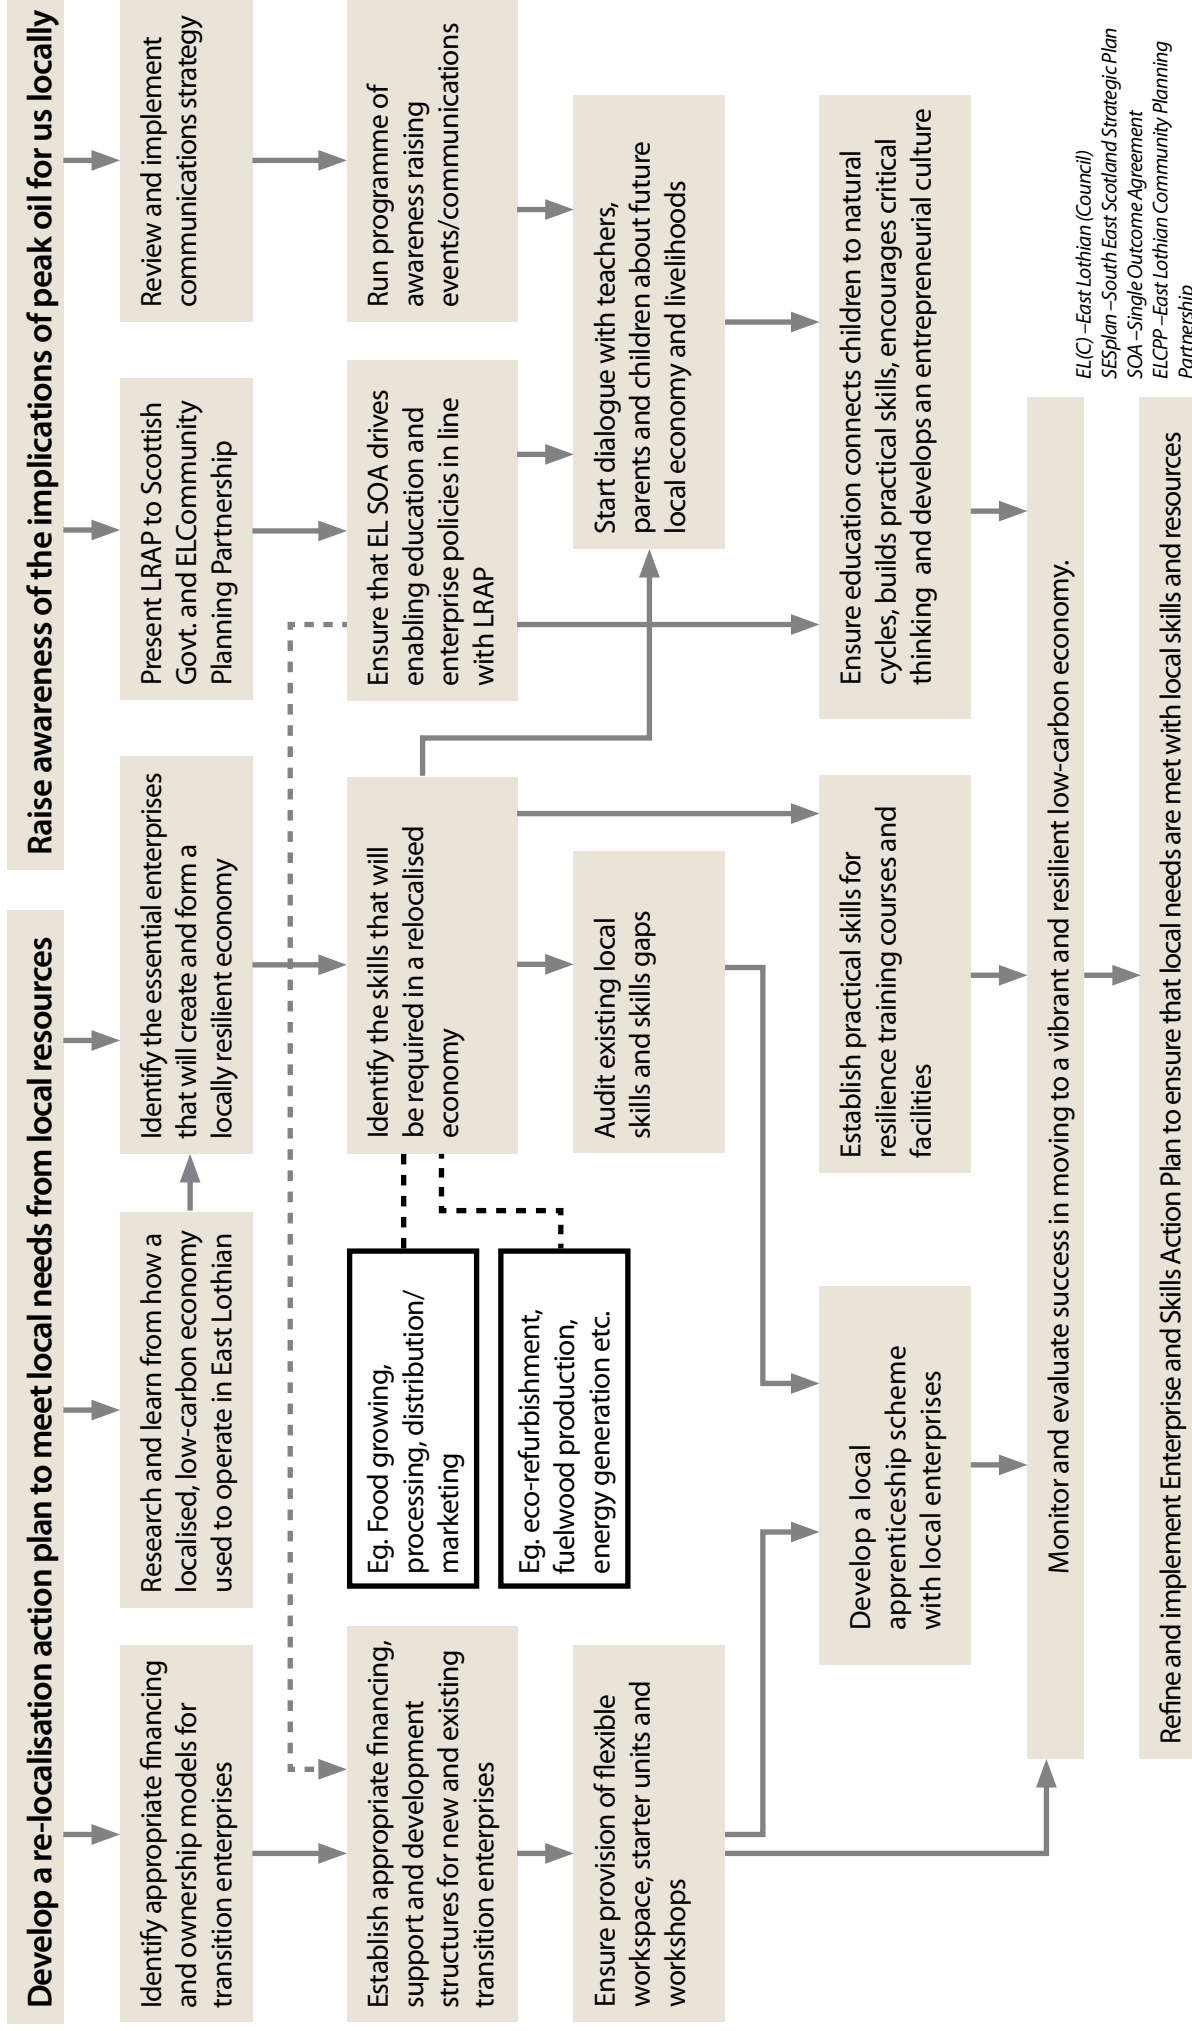 Develop a re-localisation action plan to meet local needs from local resources
Raise awareness of the implications of peak oil for us locally
Identify appropriate financing
and ownership models for
transition enterprises
Research and learn from how a
localised, low-carbon economy
used to operate in East Lothian
Identify the essential enterprises
that will create and form a
locally resilient economy
Present LRAP to Scottish
Govt. and ELCommunity
Planning Partnership
Review and implement
communications strategy
Establish appropriate financing,
support and development
structures for new and existing
transition enterprises
Eg. Food growing,
processing, distribution/
marketing
Eg. eco-refurbishment,
fuelwood production,
energy generation etc.
Identify the skills that will
be required in a relocalised
economy
Ensure that EL SOA drives
enabling education and
enterprise policies in line
with LRAP
Run programme of
awareness raising
events/communications
Ensure provision of flexible
workspace, starter units and
workshops
Audit existing local
skills and skills gaps
Start dialogue with teachers,
parents and children about future
local economy and livelihoods
Develop a local
apprenticeship scheme
with local enterprises
Establish practical skills for
resilience training courses and
facilities
Ensure education connects children to natural
cycles, builds practical skills, encourages critical
thinking and develops an entrepreneurial culture
Monitor and evaluate success in moving to a vibrant and resilient low-carbon economy.
Refine and implement Enterprise and Skills Action Plan to ensure that local needs are met with local skills and resources
EL(C) –East Lothian (Council)
SESplan –South East Scotland Strategic Plan
SOA –Single Outcome Agreement
ELCPP –East Lothian Community Planning
Partnership